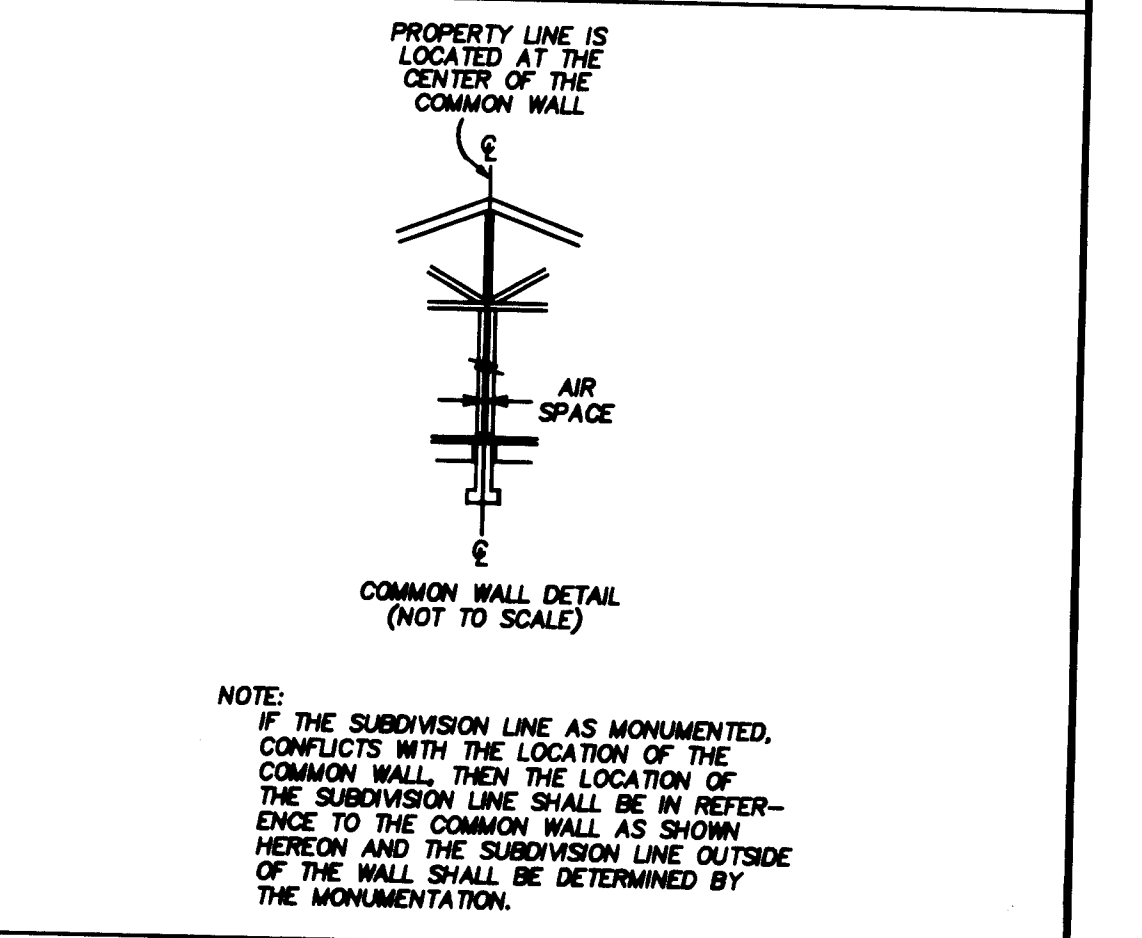 PROPERTY LINE IS
LOCATED AT THE
CENTER OF THE
COMMON WALL
℄
AIR
SPACE
℄
COMMON WALL DETAIL
(NOT TO SCALE)
NOTE:
IF THE SUBDIVISION LINE AS MONUMENTED,
CONFLICTS WITH THE LOCATION OF THE
COMMON WALL, THEN THE LOCATION OF
THE SUBDIVISION LINE SHALL BE IN REFER-
ENCE TO THE COMMON WALL AS SHOWN
HEREON AND THE SUBDIVISION LINE OUTSIDE
OF THE WALL SHALL BE DETERMINED BY
THE MONUMENTATION.